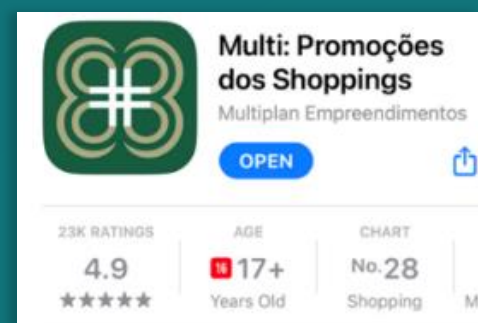 Multi: Promoções
dos Shoppings
Multiplan Empreendimentos
OPEN
23K RATINGS
AGE
CHART
4.9
16 17+
No. 28
★★★★★
Years Old
Shopping
M